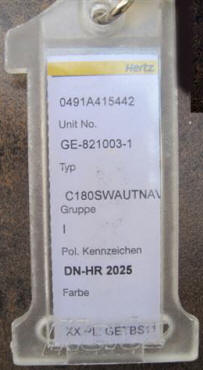 Hertz
0491A415442
Unit No.
GE-821003-1
Typ
C180SWAUTNAV
Gruppe
I
Pol. Kennzeichen
DN-HR 2025
Farbe